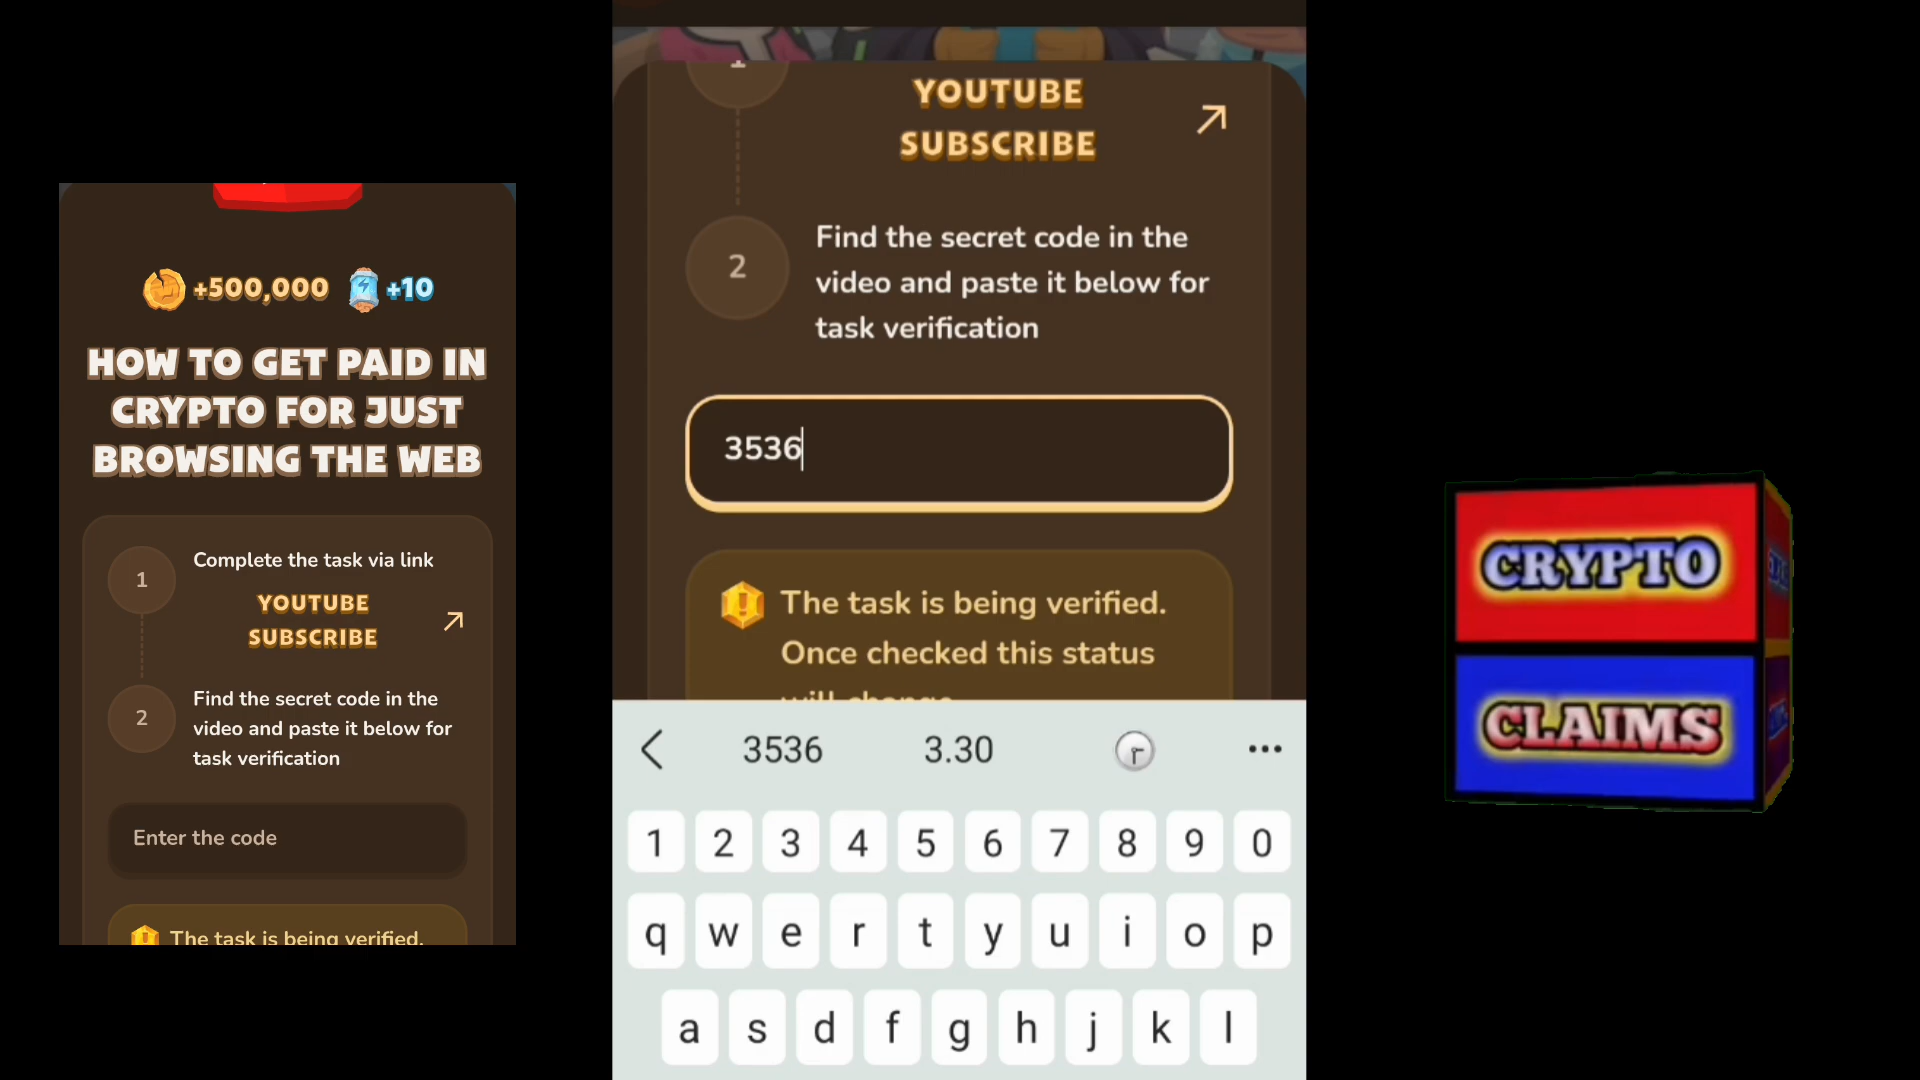 +500,000 +10
HOW TO GET PAID IN
CRYPTO FOR JUST
BROWSING THE WEB
1
Complete the task via link
YOUTUBE
SUBSCRIBE
2
Find the secret code in the
video and paste it below for
task verification
Enter the code
The task is being verified.
YOUTUBE
SUBSCRIBE
2
Find the secret code in the
video and paste it below for
task verification
3536
The task is being verified.
Once checked this status
will change
3536 3.30
1 2 3 4 5 6 7 8 9 0
q w e r t y u i o p
a s d f g h j k l
CRYPTO
CLAIMS